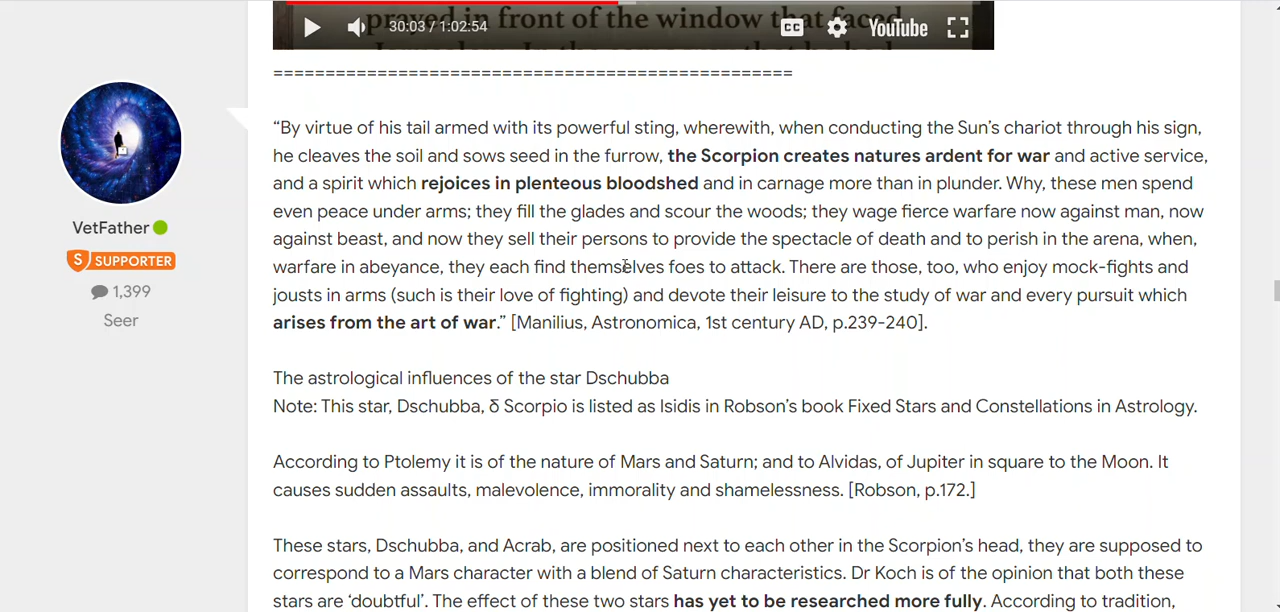 prayed in front of the window that faced
30:03 / 1:02:54
CC
YouTube
==================================================
VetFather
S SUPPORTER
1,399
Seer
“By virtue of his tail armed with its powerful sting, wherewith, when conducting the Sun’s chariot through his sign,
he cleaves the soil and sows seed in the furrow, the Scorpion creates natures ardent for war and active service,
and a spirit which rejoices in plenteous bloodshed and in carnage more than in plunder. Why, these men spend
even peace under arms; they fill the glades and scour the woods; they wage fierce warfare now against man, now
against beast, and now they sell their persons to provide the spectacle of death and to perish in the arena, when,
warfare in abeyance, they each find themselves foes to attack. There are those, too, who enjoy mock-fights and
jousts in arms (such is their love of fighting) and devote their leisure to the study of war and every pursuit which
arises from the art of war.” [Manilius, Astronomica, 1st century AD, p.239-240].
The astrological influences of the star Dschubba
Note: This star, Dschubba, δ Scorpio is listed as Isidis in Robson’s book Fixed Stars and Constellations in Astrology.
According to Ptolemy it is of the nature of Mars and Saturn; and to Alvidas, of Jupiter in square to the Moon. It
causes sudden assaults, malevolence, immorality and shamelessness. [Robson, p.172.]
These stars, Dschubba, and Acrab, are positioned next to each other in the Scorpion’s head, they are supposed to
correspond to a Mars character with a blend of Saturn characteristics. Dr Koch is of the opinion that both these
stars are ‘doubtful’. The effect of these two stars has yet to be researched more fully. According to tradition,